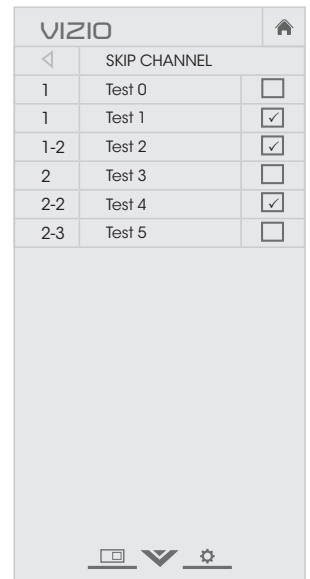 VIZIO
SKIP CHANNEL
1 Test 0
1 Test 1
1-2 Test 2
2 Test 3
2-2 Test 4
2-3 Test 5